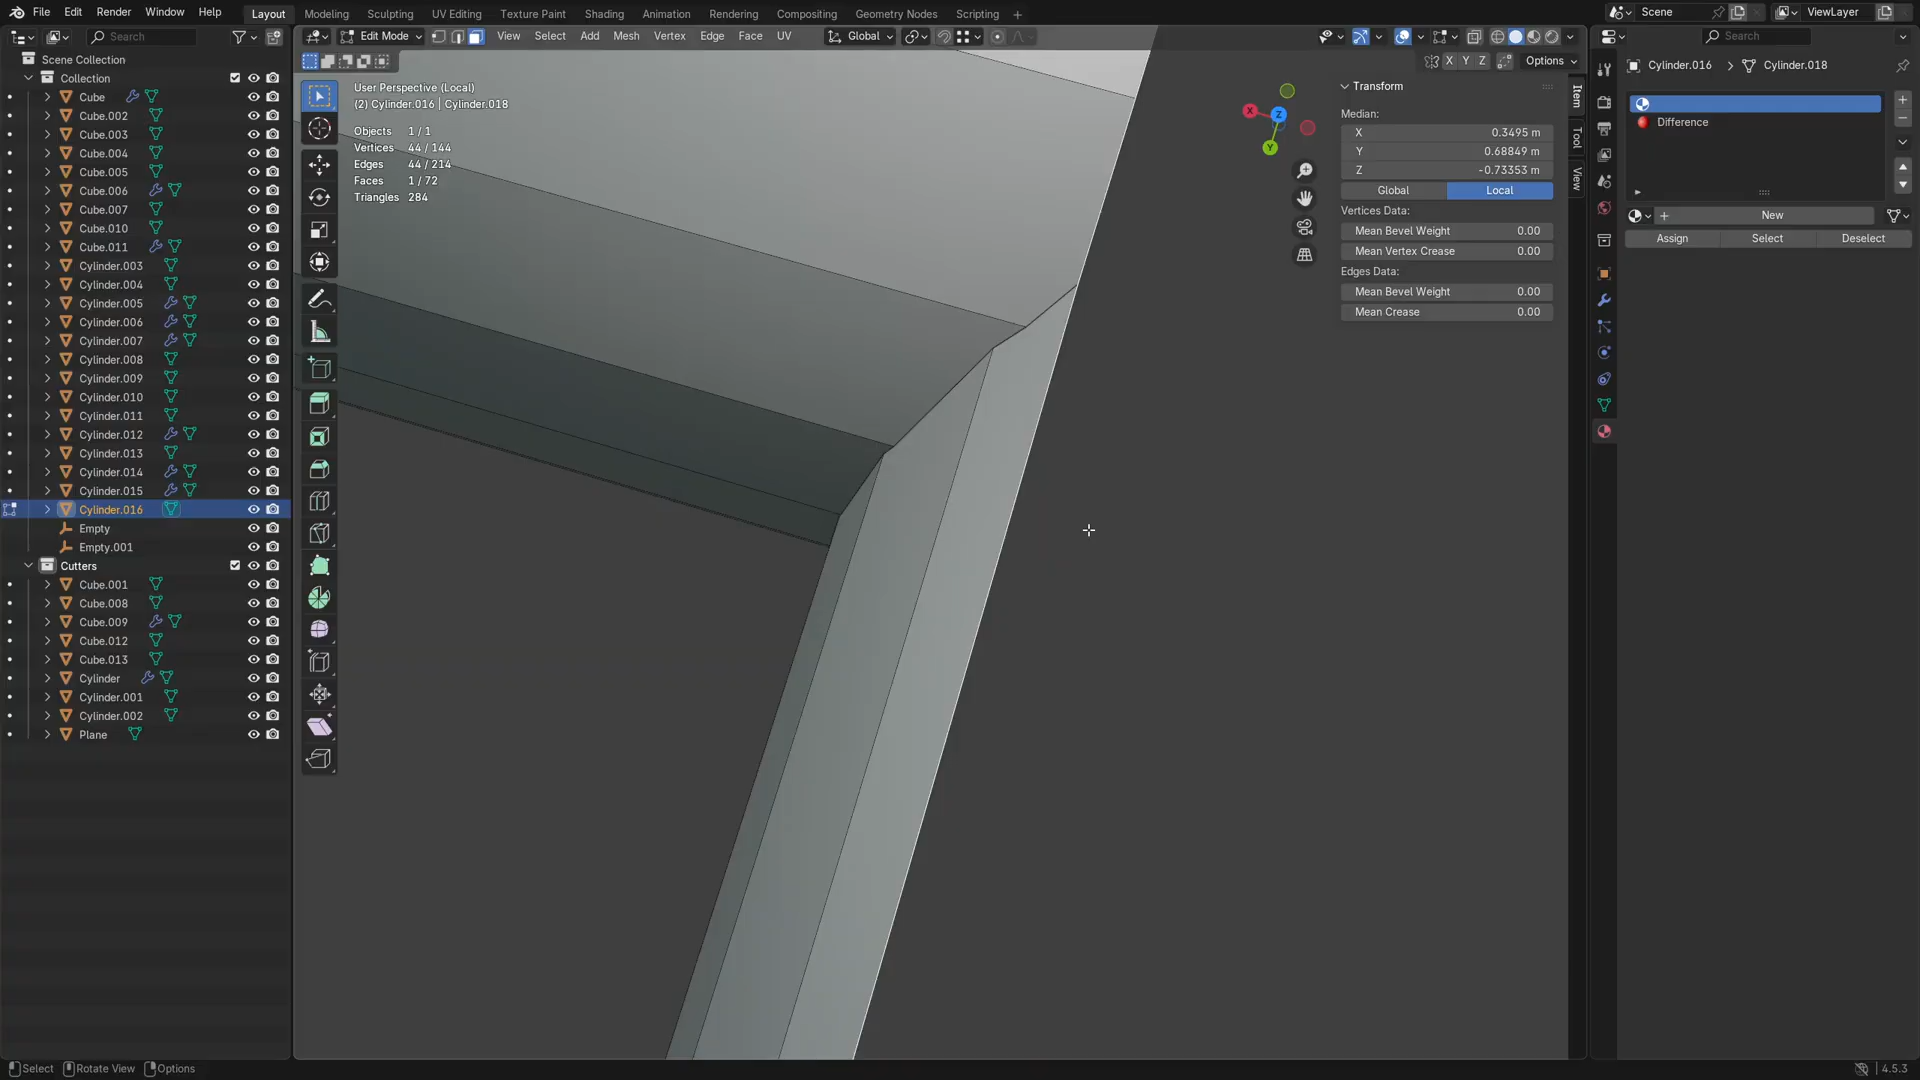 File Edit Render Window Help Layout Modeling Sculpting UV Editing Texture Paint Shading Animation Rendering Compositing Geometry Nodes Scripting Scene ViewLayer
Search Edit Mode View Select Add Mesh Vertex Edge Face UV Global Search
Scene Collection
Collection
Cube
Cube.002
Cube.003
Cube.004
Cube.005
Cube.006
Cube.007
Cube.010
Cube.011
Cylinder.003
Cylinder.004
Cylinder.005
Cylinder.006
Cylinder.007
Cylinder.008
Cylinder.009
Cylinder.010
Cylinder.011
Cylinder.012
Cylinder.013
Cylinder.014
Cylinder.015
Cylinder.016
Empty
Empty.001
Cutters
Cube.001
Cube.008
Cube.009
Cube.012
Cube.013
Cylinder
Cylinder.001
Cylinder.002
Plane
X Y Z Options
User Perspective (Local)
(2) Cylinder.016 | Cylinder.018
Objects 1 / 1
Vertices 44 / 144
Edges 44 / 214
Faces 1 / 72
Triangles 284
X Z Y
Transform
Median:
X 0.3495 m
Y 0.68849 m
Z -0.73353 m
Global Local
Vertices Data:
Mean Bevel Weight 0.00
Mean Vertex Crease 0.00
Edges Data:
Mean Bevel Weight 0.00
Mean Crease 0.00
Item
Tool
View
Cylinder.016 > Cylinder.018
Difference
New
Assign Select Deselect
Select Rotate View Options 4.5.3